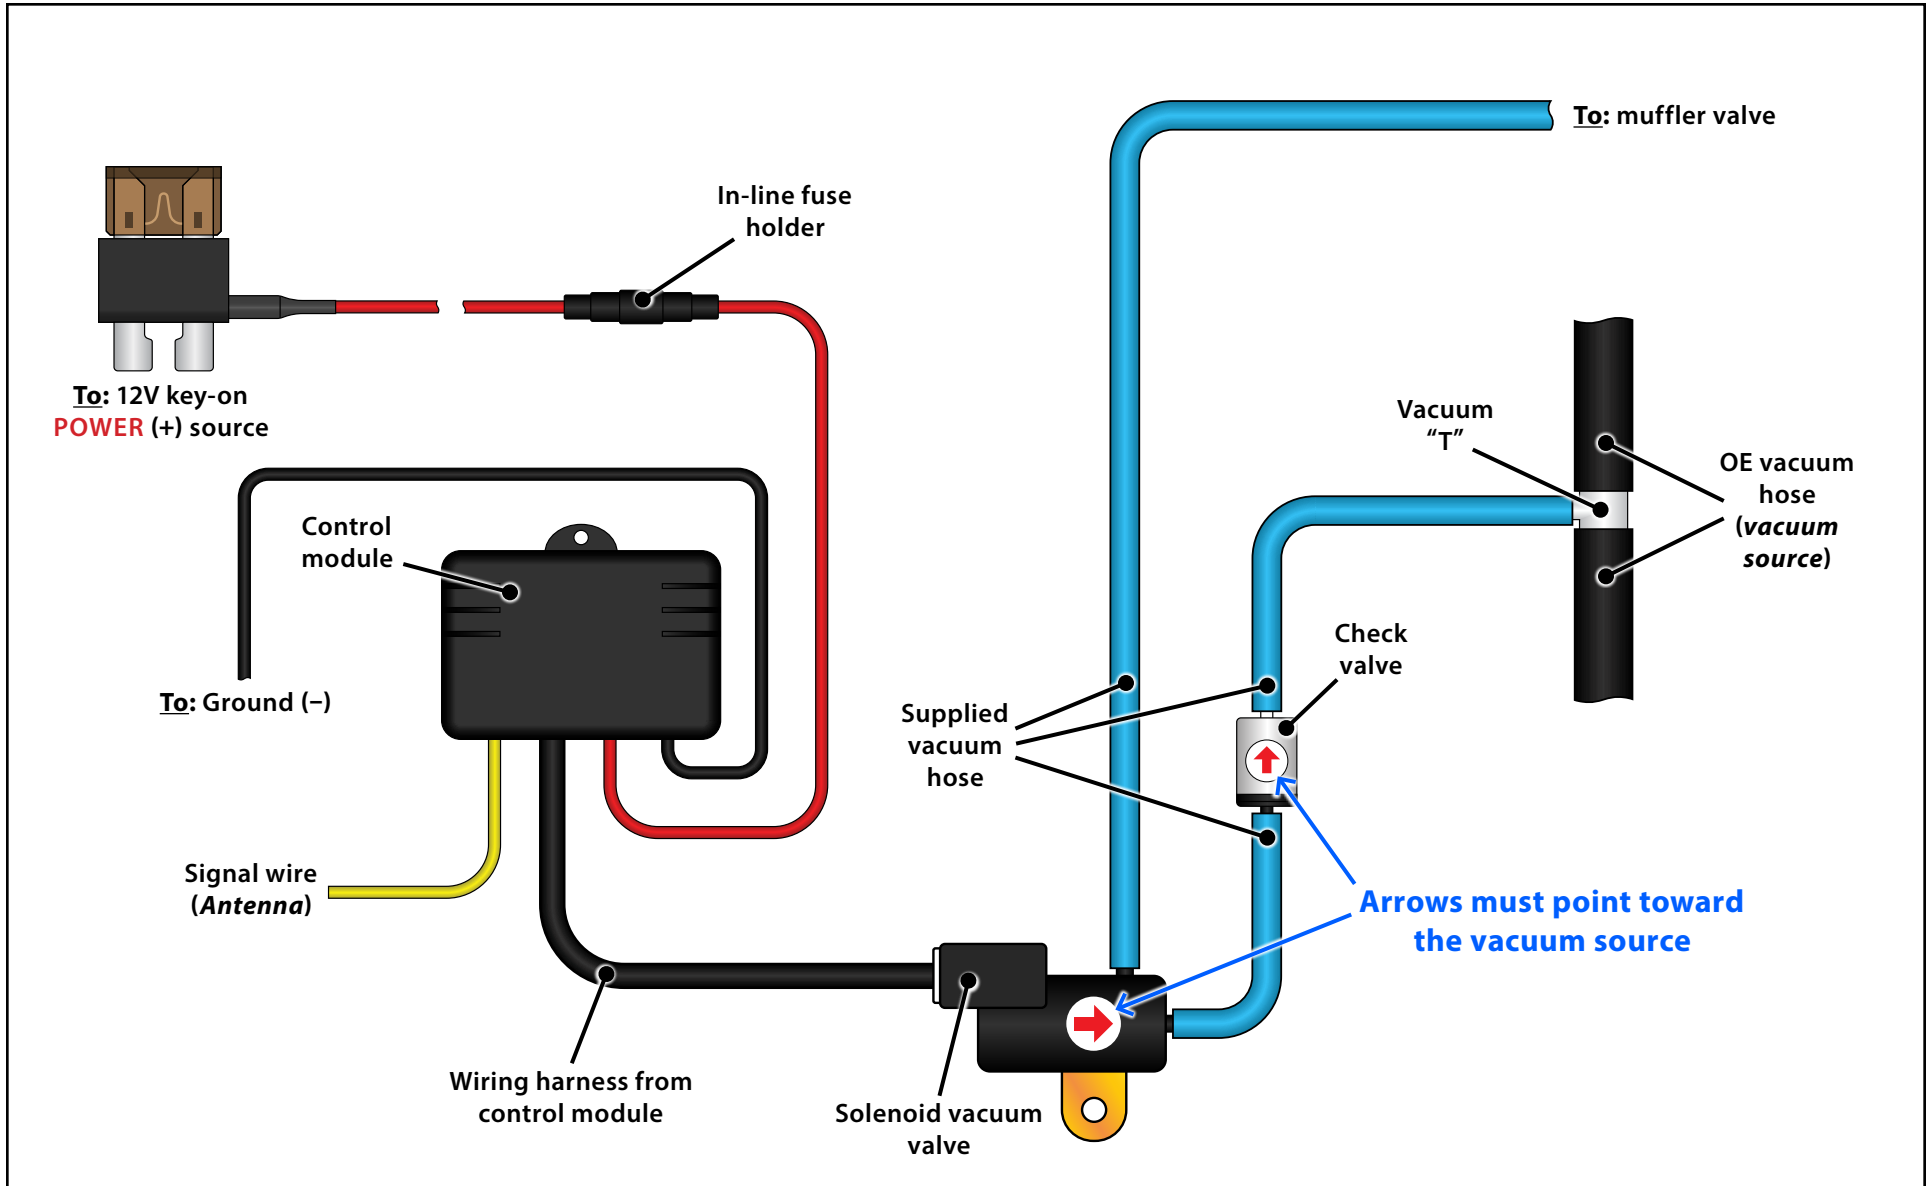 To: muffler valve
In-line fuse
holder
To: 12V key-on
POWER (+) source
Vacuum
“T”
OE vacuum
hose
(vacuum
source)
Control
module
Check
valve
To: Ground (−)
Supplied
vacuum
hose
Signal wire
(Antenna)
Arrows must point toward
the vacuum source
Wiring harness from
control module
Solenoid vacuum
valve